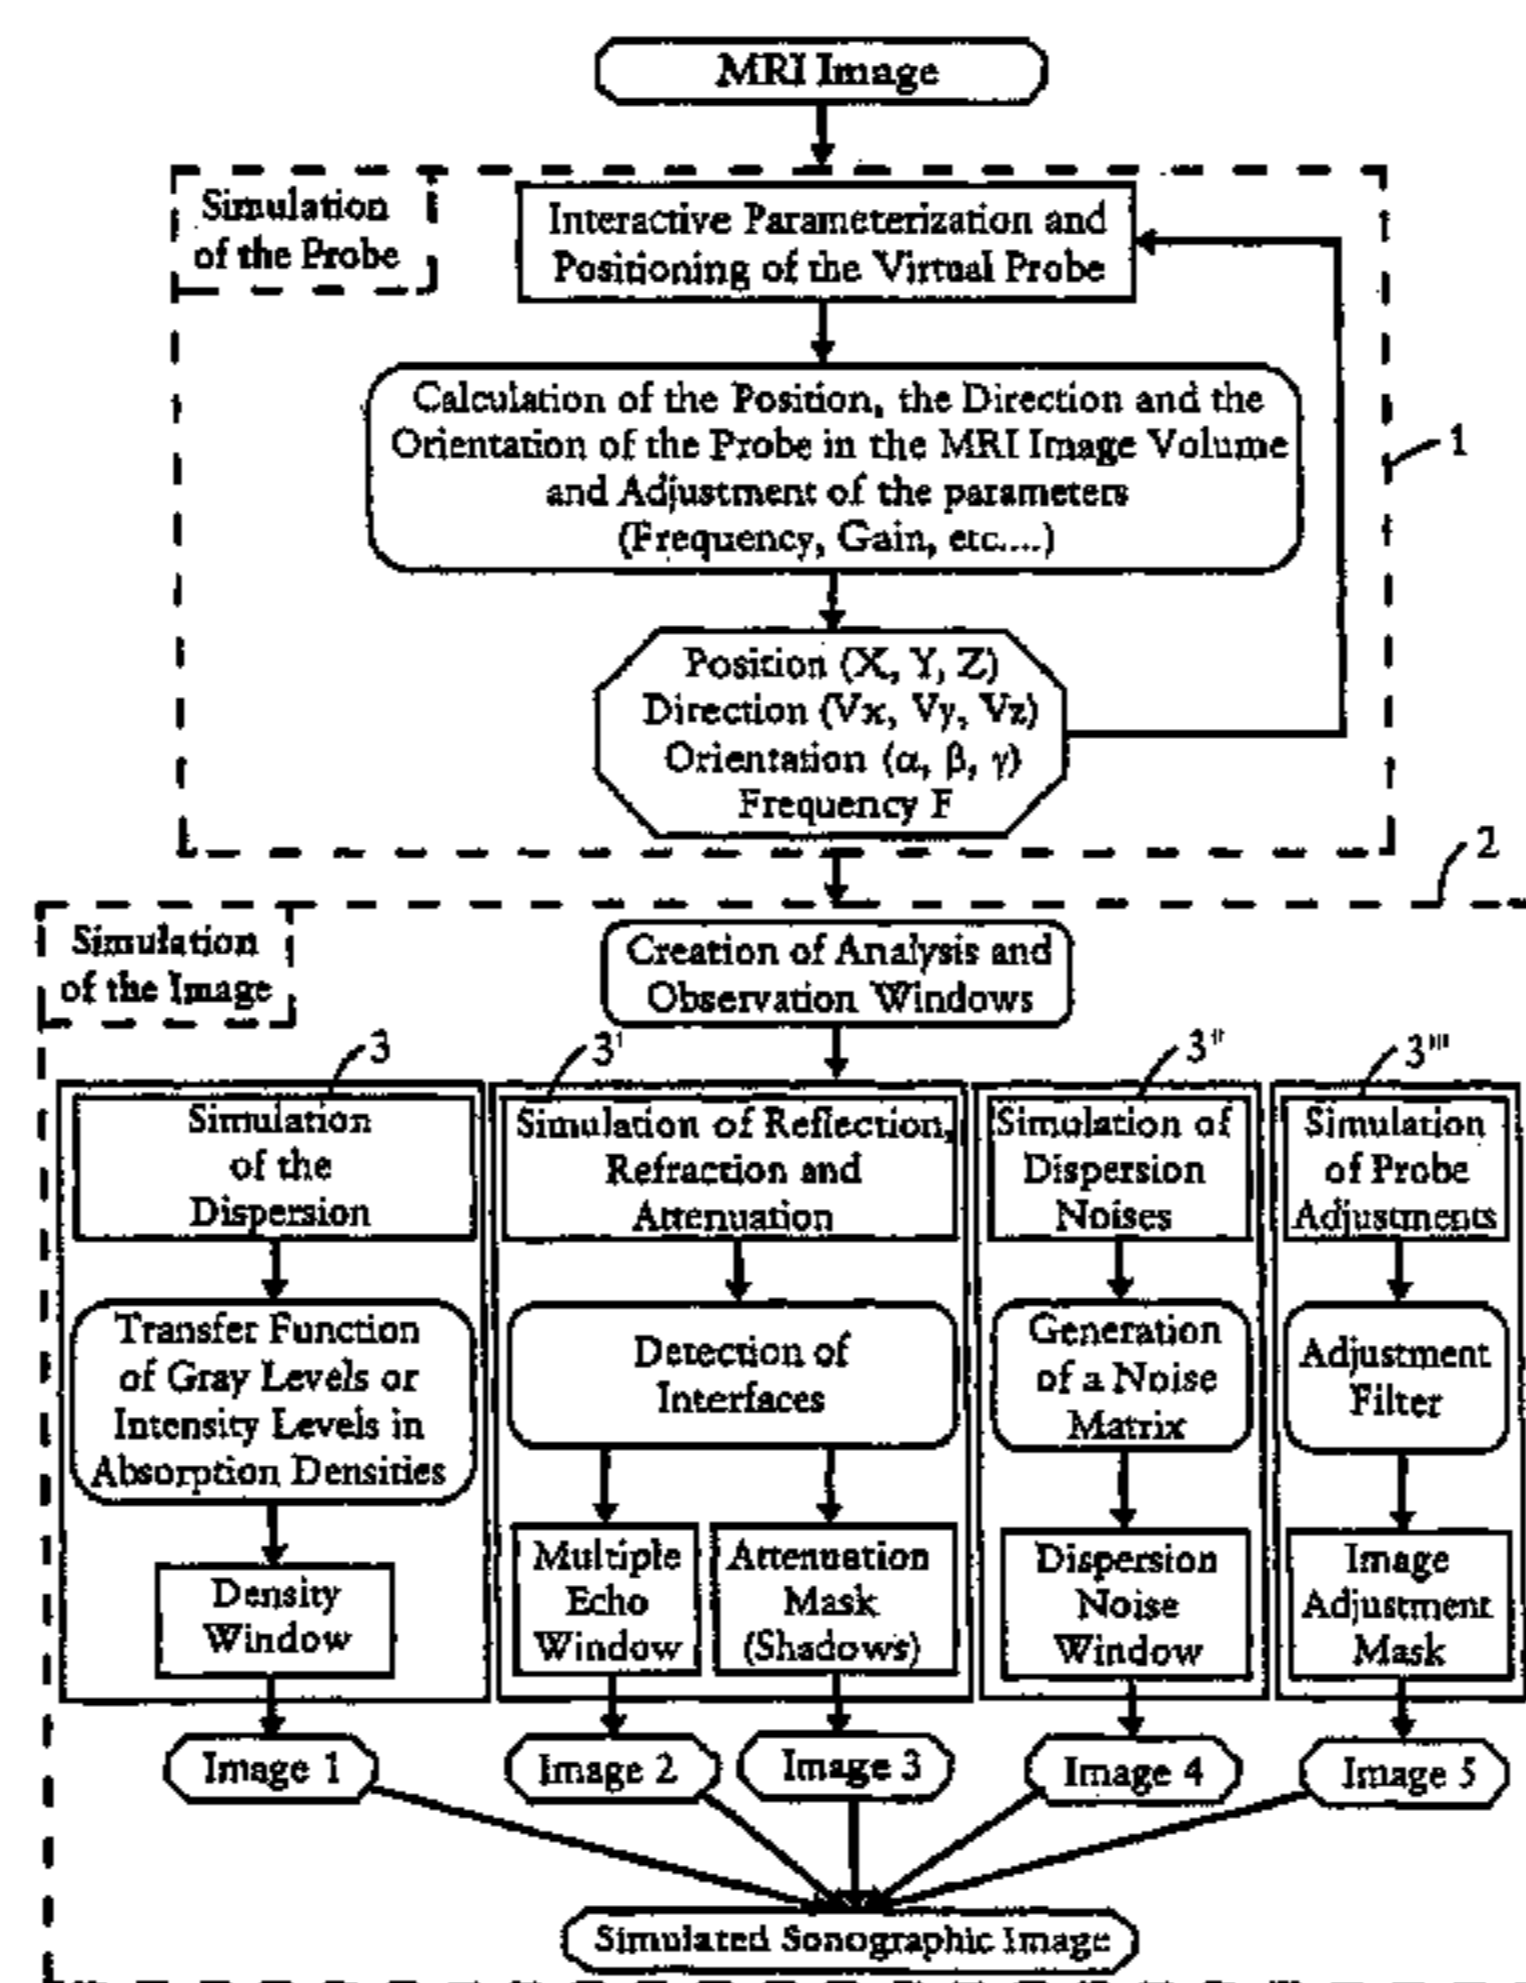 MRI Image
Simulation
of the Probe
Interactive Parameterization and
Positioning of the Virtual Probe
Calculation of the Position, the Direction and the
Orientation of the Probe in the MRI Image Volume
and Adjustment of the parameters
(Frequency, Gain, etc....)
1
Position (X, Y, Z)
Direction (Vx, Vy, Vz)
Orientation (α, β, γ)
Frequency F
2
Simulation
of the Image
Creation of Analysis and
Observation Windows
3
3'
3"
3'"
Simulation
of the
Dispersion
Simulation of Reflection,
Refraction and
Attenuation
Simulation of
Dispersion
Noises
Simulation
of Probe
Adjustments
Transfer Function
of Gray Levels or
Intensity Levels in
Absorption Densities
Detection of
Interfaces
Generation
of a Noise
Matrix
Adjustment
Filter
Density
Window
Multiple
Echo
Window
Attenuation
Mask
(Shadows)
Dispersion
Noise
Window
Image
Adjustment
Mask
Image 1
Image 2
Image 3
Image 4
Image 5
Simulated Sonographic Image